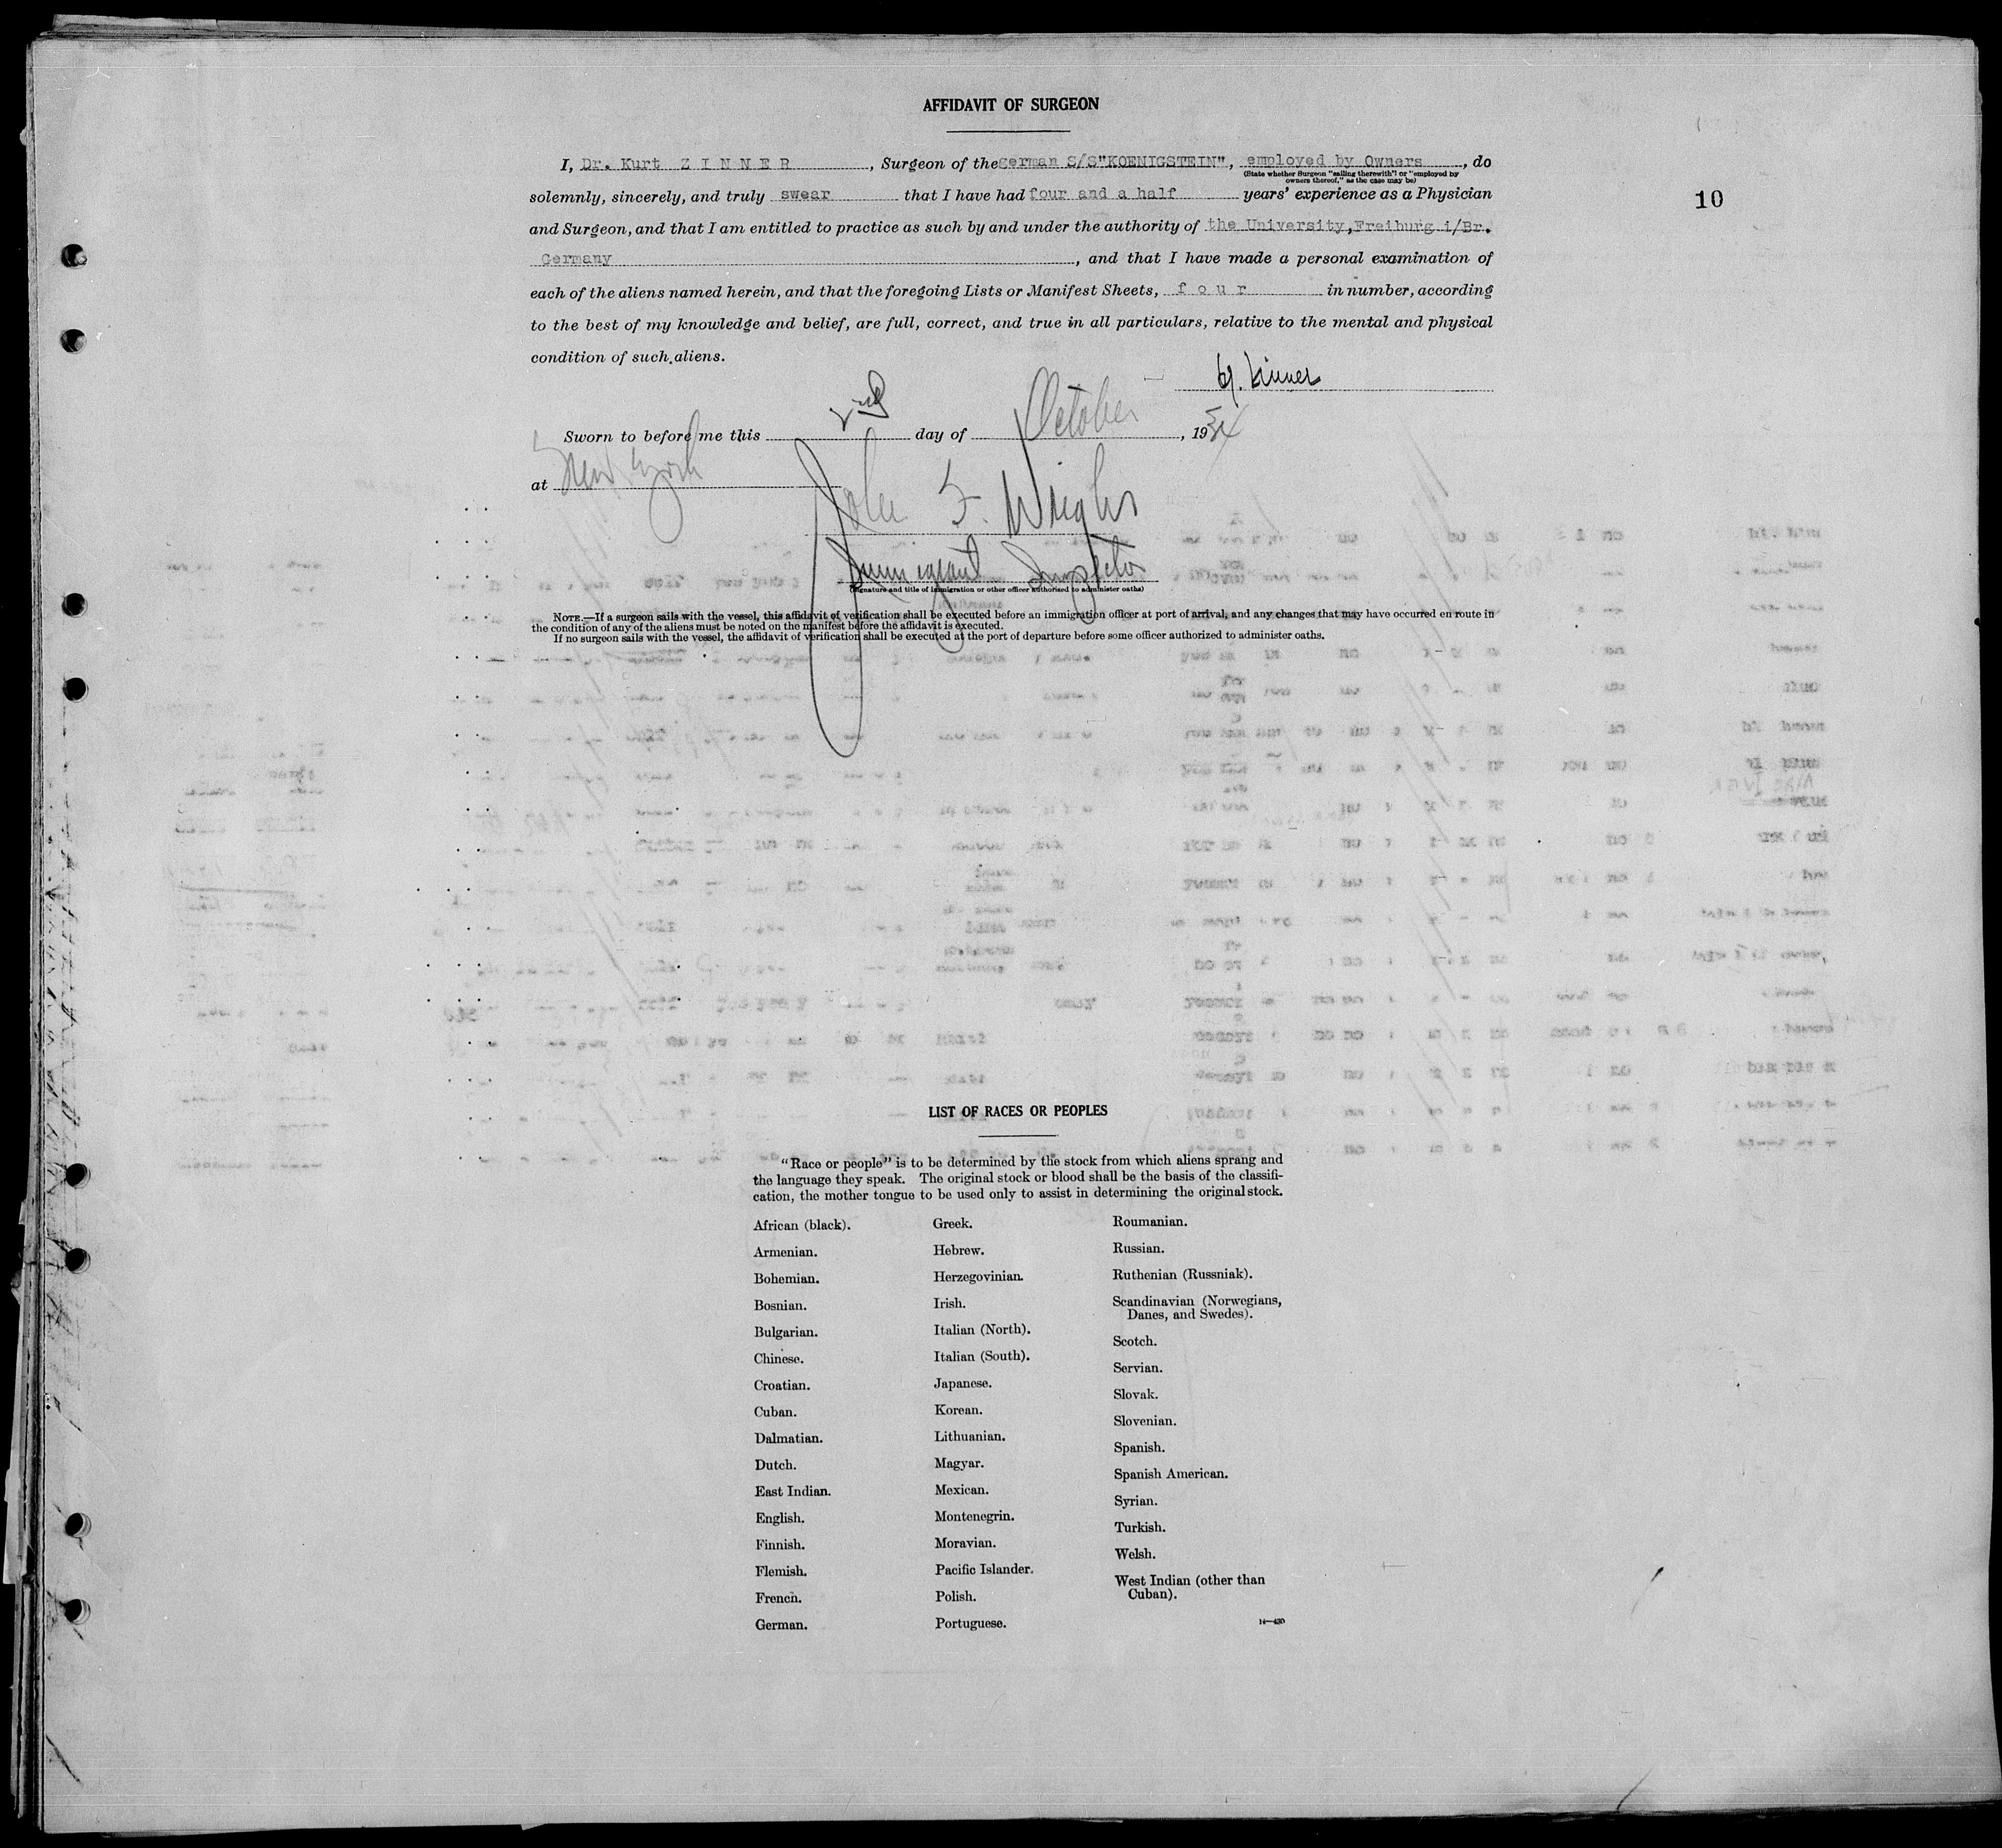 AFFIDAVIT OF SURGEON
10
I, Dr. Kurt Z I N N E R, Surgeon of the german S/S"KOENIGSTEIN", employed by Owners, do
(State whether Surgeon "sailing therewith" or "employed by
owners thereof," as the case may be)
solemnly, sincerely, and truly swear that I have had four and a half years' experience as a Physician
and Surgeon, and that I am entitled to practice as such by and under the authority of the University,Freiburg i/Br.
Germany, and that I have made a personal examination of
each of the aliens named herein, and that the foregoing Lists or Manifest Sheets, f o u r in number, according
to the best of my knowledge and belief, are full, correct, and true in all particulars, relative to the mental and physical
condition of such aliens.
Zinner
Sworn to before me this 2nd day of October, 1934
at New York
John F. Wright
Immigrant Inspector
(Signature and title of immigration or other officer authorized to administer oaths)
NOTE.—If a surgeon sails with the vessel, this affidavit of verification shall be executed before an immigration officer at port of arrival, and any changes that may have occurred en route in
the condition of any of the aliens must be noted on the manifest before the affidavit is executed.
If no surgeon sails with the vessel, the affidavit of verification shall be executed at the port of departure before some officer authorized to administer oaths.
LIST OF RACES OR PEOPLES
"Race or people" is to be determined by the stock from which aliens sprang and
the language they speak. The original stock or blood shall be the basis of the classifi-
cation, the mother tongue to be used only to assist in determining the original stock.
African (black).
Armenian.
Bohemian.
Bosnian.
Bulgarian.
Chinese.
Croatian.
Cuban.
Dalmatian.
Dutch.
East Indian.
English.
Finnish.
Flemish.
French.
German.
Greek.
Hebrew.
Herzegovinian.
Irish.
Italian (North).
Italian (South).
Japanese.
Korean.
Lithuanian.
Magyar.
Mexican.
Montenegrin.
Moravian.
Pacific Islander.
Polish.
Portuguese.
Roumanian.
Russian.
Ruthenian (Russniak).
Scandinavian (Norwegians,
Danes, and Swedes).
Scotch.
Servian.
Slovak.
Slovenian.
Spanish.
Spanish American.
Syrian.
Turkish.
Welsh.
West Indian (other than
Cuban).
14—430